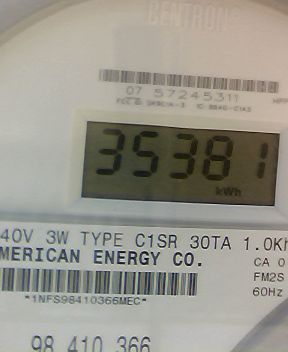 CENTRON®
07 57245311
35381
kWh
40V 3W TYPE C1SR 30TA 1.0Kh
MERICAN ENERGY CO.
CA 0
FM2S
60Hz
*1NFS98410366MEC*
98 410 366